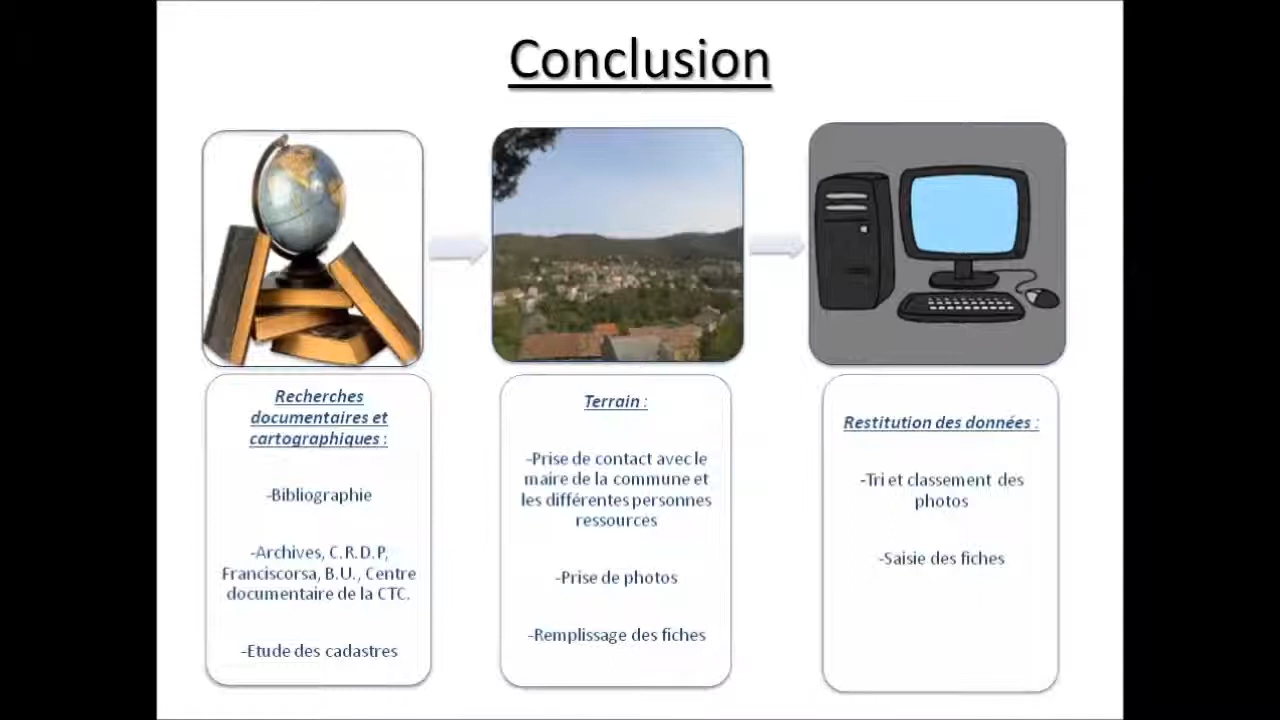 Conclusion
Recherches
documentaires et
cartographiques :
-Bibliographie
-Archives, C.R.D.P,
Franciscorsa, B.U., Centre
documentaire de la CTC.
-Etude des cadastres
Terrain :
-Prise de contact avec le
maire de la commune et
les différentes personnes
ressources
-Prise de photos
-Remplissage des fiches
Restitution des données :
-Tri et classement des
photos
-Saisie des fiches